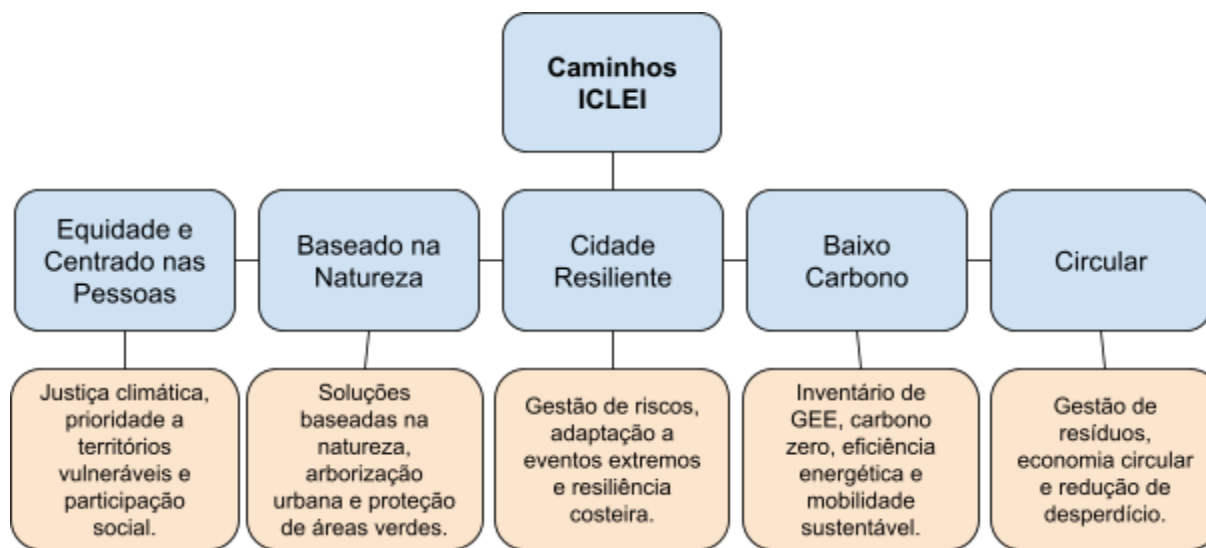 Caminhos
ICLEI
Equidade e
Centrado nas
Pessoas
Baseado na
Natureza
Cidade
Resiliente
Baixo
Carbono
Circular
Justiça climática,
prioridade a
territórios
vulneráveis e
participação
social.
Soluções
baseadas na
natureza,
arborização
urbana e proteção
de áreas verdes.
Gestão de riscos,
adaptação a
eventos extremos
e resiliência
costeira.
Inventário de
GEE, carbono
zero, eficiência
energética e
mobilidade
sustentável.
Gestão de
resíduos,
economia circular
e redução de
desperdício.